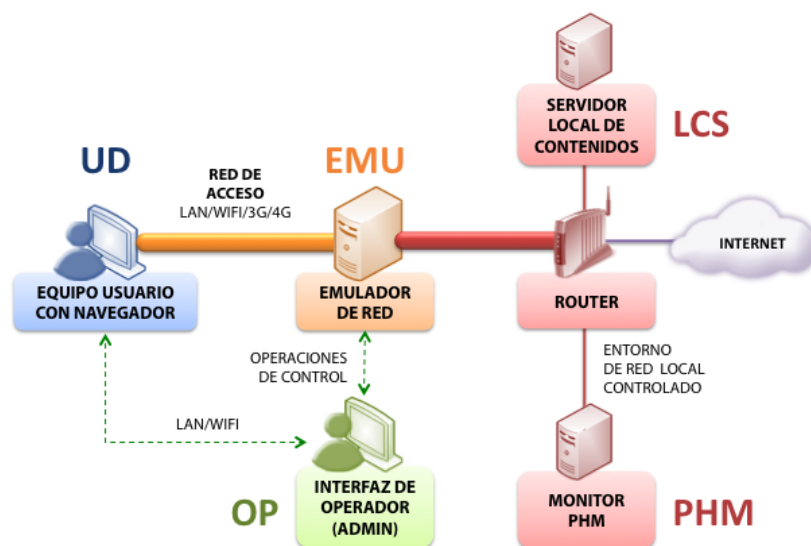 SERVIDOR
LOCAL DE
CONTENIDOS
LCS
UD
EMU
RED DE
ACCESO
LAN/WIFI/3G/4G
INTERNET
EQUIPO USUARIO
CON NAVEGADOR
EMULADOR
DE RED
ROUTER
OPERACIONES
DE CONTROL
ENTORNO
DE RED LOCAL
CONTROLADO
LAN/WIFI
OP
INTERFAZ DE
OPERADOR
(ADMIN)
MONITOR
PHM
PHM